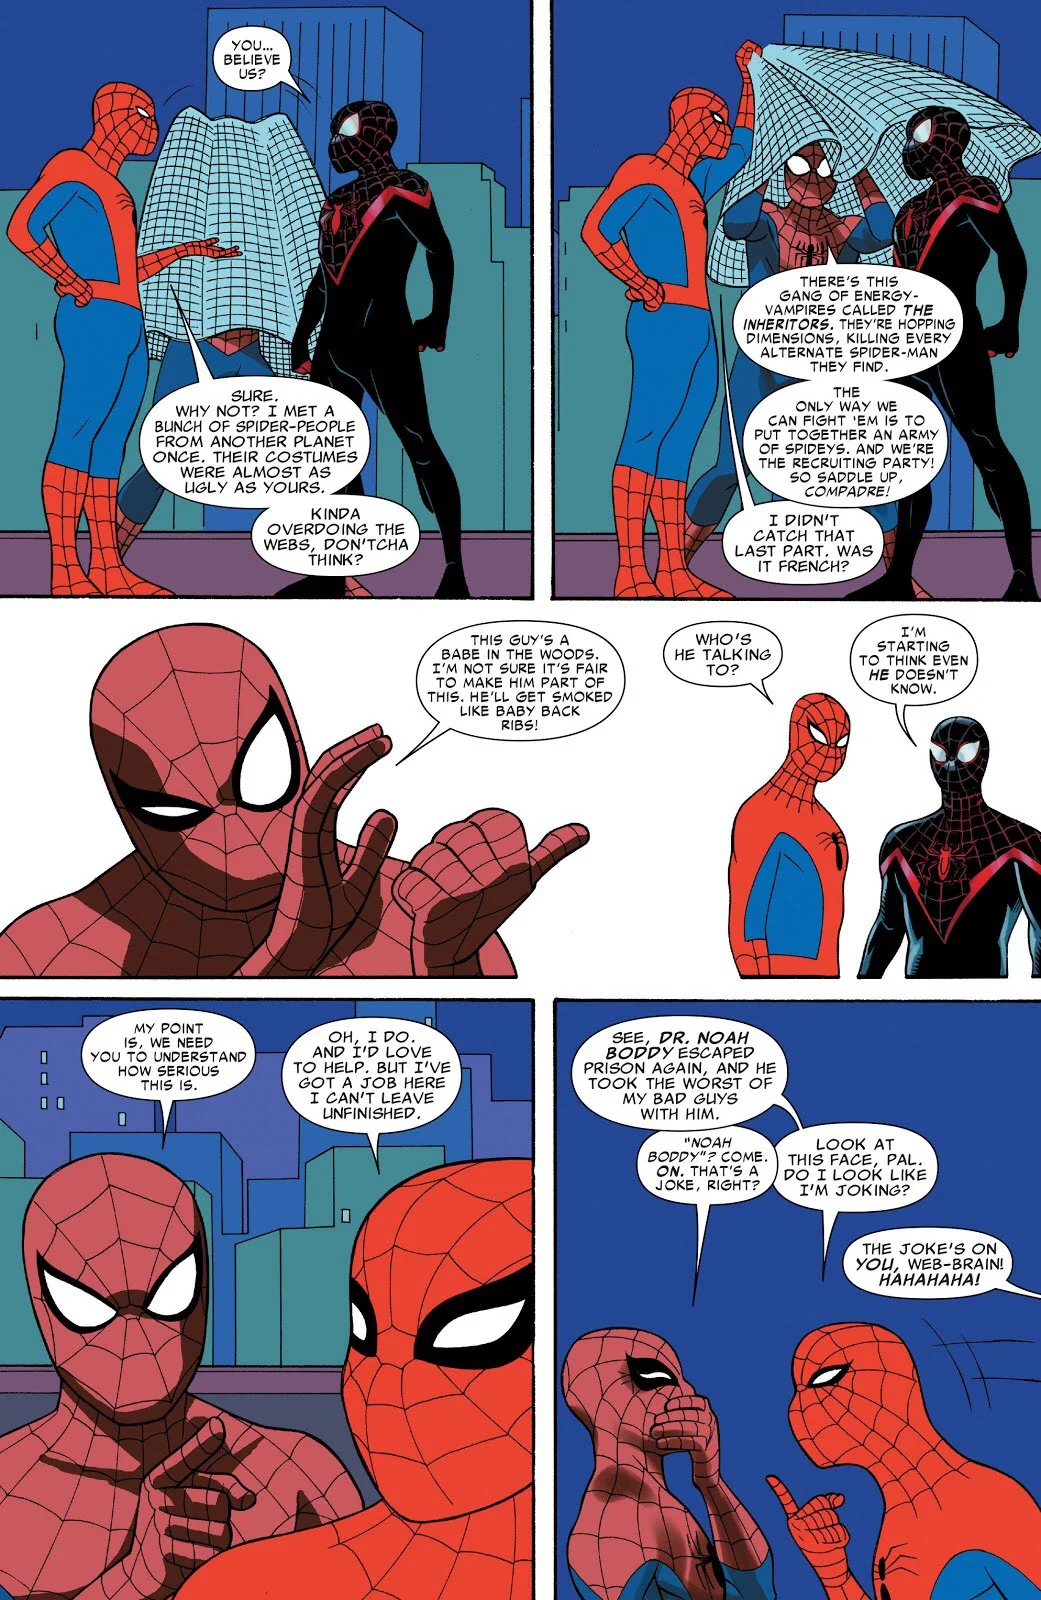 YOU...
BELIEVE
US?
SURE.
WHY NOT? I MET A
BUNCH OF SPIDER-PEOPLE
FROM ANOTHER PLANET
ONCE. THEIR COSTUMES
WERE ALMOST AS
UGLY AS YOURS.
KINDA
OVERDOING THE
WEBS, DON'TCHA
THINK?
THERE'S THIS
GANG OF ENERGY-
VAMPIRES CALLED THE
INHERITORS. THEY'RE HOPPING
DIMENSIONS, KILLING EVERY
ALTERNATE SPIDER-MAN
THEY FIND.
THE
ONLY WAY WE
CAN FIGHT 'EM IS TO
PUT TOGETHER AN ARMY
OF SPIDEYS. AND WE'RE
THE RECRUITING PARTY!
SO SADDLE UP,
COMPADRE!
I DIDN'T
CATCH THAT
LAST PART. WAS
IT FRENCH?
THIS GUY'S A
BABE IN THE WOODS.
I'M NOT SURE IT'S FAIR
TO MAKE HIM PART OF
THIS. HE'LL GET SMOKED
LIKE BABY BACK
RIBS!
WHO'S
HE TALKING
TO?
I'M
STARTING
TO THINK EVEN
HE DOESN'T
KNOW.
MY POINT
IS, WE NEED
YOU TO UNDERSTAND
HOW SERIOUS
THIS IS.
OH, I DO.
AND I'D LOVE
TO HELP. BUT I'VE
GOT A JOB HERE
I CAN'T LEAVE
UNFINISHED.
SEE, DR. NOAH
BODDY ESCAPED
PRISON AGAIN, AND HE
TOOK THE WORST OF
MY BAD GUYS
WITH HIM.
"NOAH
BODDY"? COME.
ON. THAT'S A
JOKE, RIGHT?
LOOK AT
THIS FACE, PAL.
DO I LOOK LIKE
I'M JOKING?
THE JOKE'S ON
YOU, WEB-BRAIN!
HAHAHAHA!